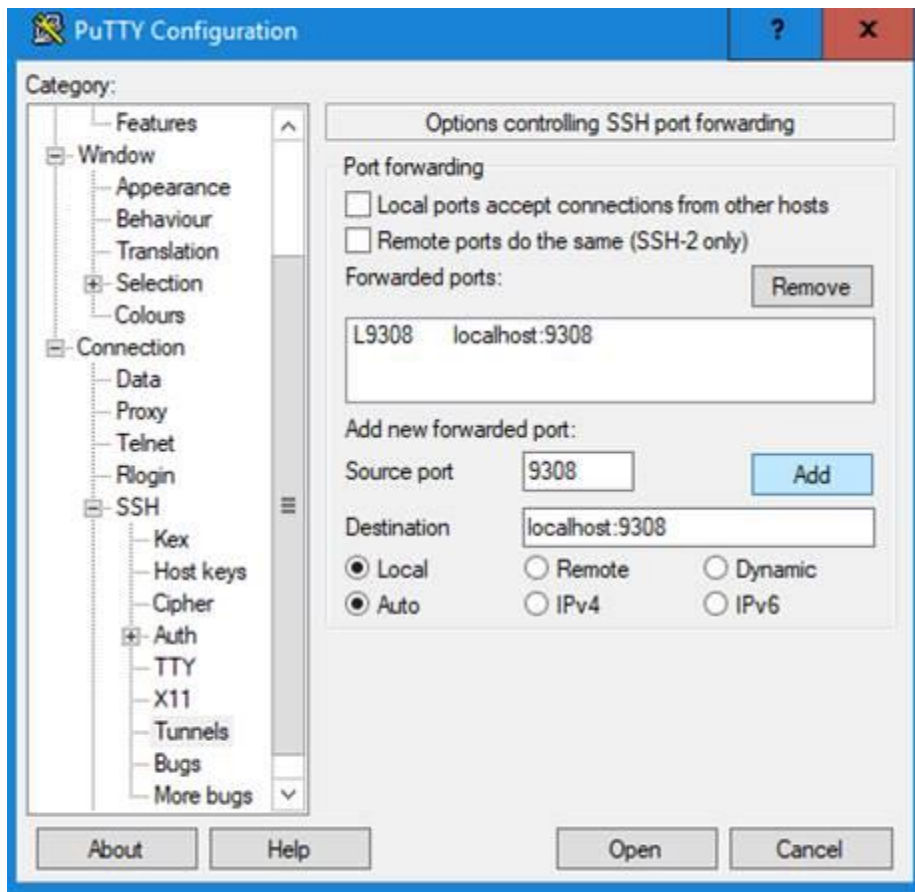 PuTTY Configuration
?
x
Category:
Features
Window
Appearance
Behaviour
Translation
Selection
Colours
Connection
Data
Proxy
Telnet
Rlogin
SSH
Kex
Host keys
Cipher
Auth
TTY
X11
Tunnels
Bugs
More bugs
Options controlling SSH port forwarding
Port forwarding
Local ports accept connections from other hosts
Remote ports do the same (SSH-2 only)
Forwarded ports:
Remove
L9308 localhost:9308
Add new forwarded port:
Source port 9308 Add
Destination localhost:9308
Local Remote Dynamic
Auto IPv4 IPv6
About Help Open Cancel